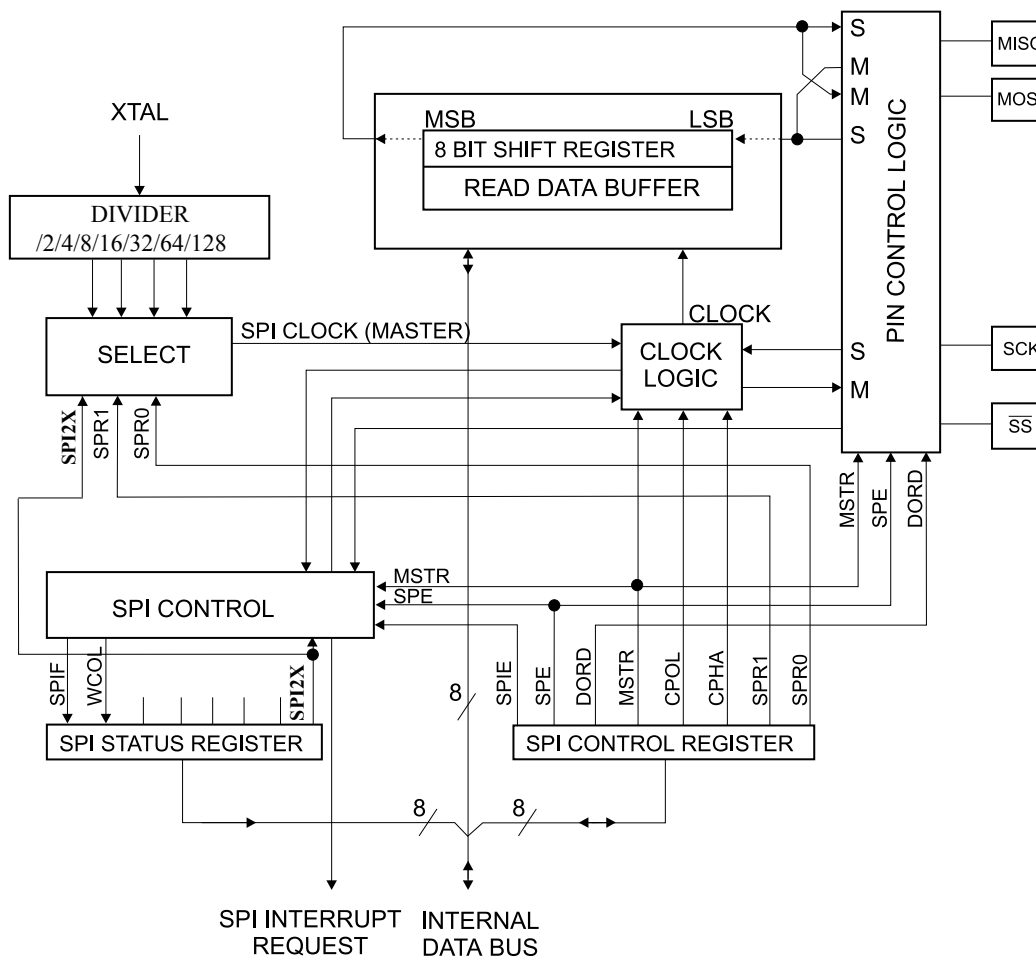 S
MISO
M
M
MOSI
XTAL
MSB
LSB
S
8 BIT SHIFT REGISTER
READ DATA BUFFER
DIVIDER
/2/4/8/16/32/64/128
PIN CONTROL LOGIC
SPI CLOCK (MASTER)
CLOCK
SELECT
CLOCK
LOGIC
S
M
SCK
SS
SPI2X
SPR1
SPR0
MSTR
SPE
DORD
SPI CONTROL
MSTR
SPE
SPIF
WCOL
SPI2X
8
SPIE
SPE
DORD
MSTR
CPOL
CPHA
SPR1
SPR0
SPI STATUS REGISTER
SPI CONTROL REGISTER
8
8
SPI INTERRUPT
REQUEST
INTERNAL
DATA BUS